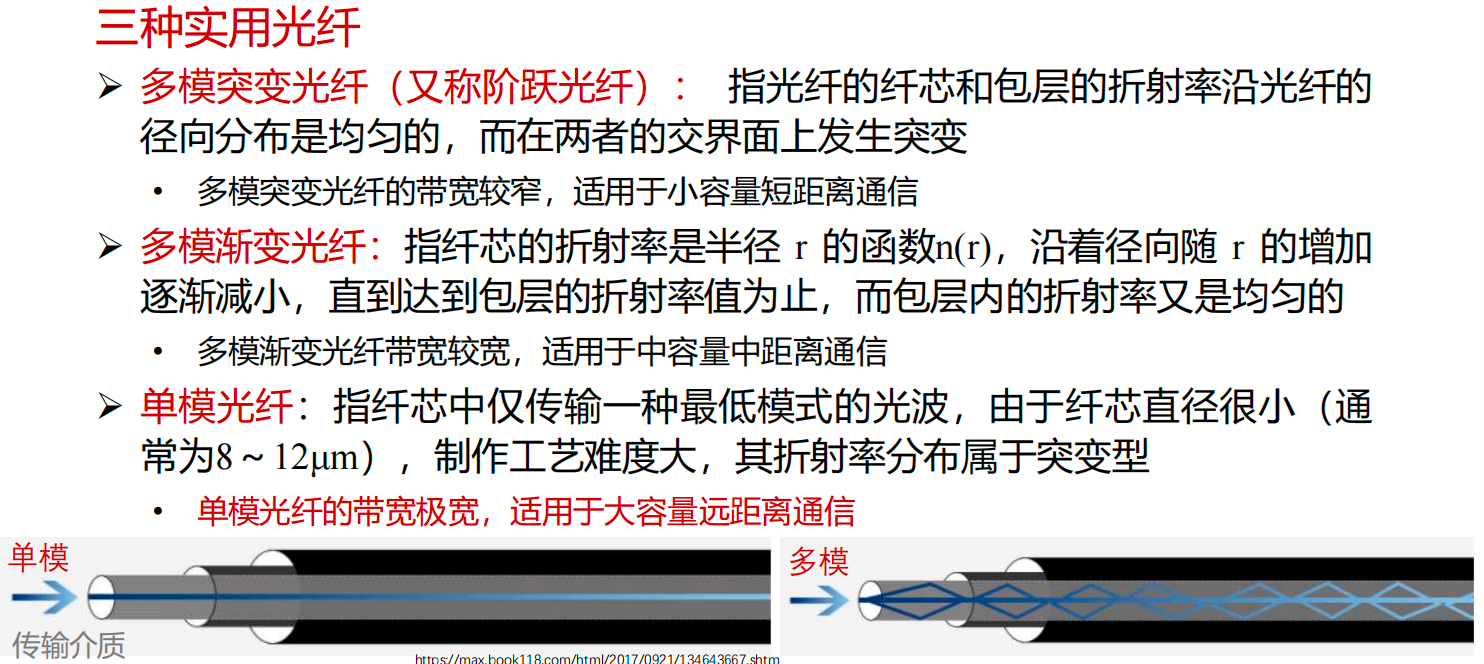 三种实用光纤
➢ 多模突变光纤（又称阶跃光纤）： 指光纤的纤芯和包层的折射率沿光纤的
径向分布是均匀的，而在两者的交界面上发生突变
• 多模突变光纤的带宽较窄，适用于小容量短距离通信
➢ 多模渐变光纤：指纤芯的折射率是半径 r 的函数n(r)，沿着径向随 r 的增加
逐渐减小，直到达到包层的折射率值为止，而包层内的折射率又是均匀的
• 多模渐变光纤带宽较宽，适用于中容量中距离通信
➢ 单模光纤：指纤芯中仅传输一种最低模式的光波，由于纤芯直径很小（通
常为8～12μm），制作工艺难度大，其折射率分布属于突变型
• 单模光纤的带宽极宽，适用于大容量远距离通信
单模
多模
传输介质
https://max.book118.com/html/2017/0921/134643667.shtm